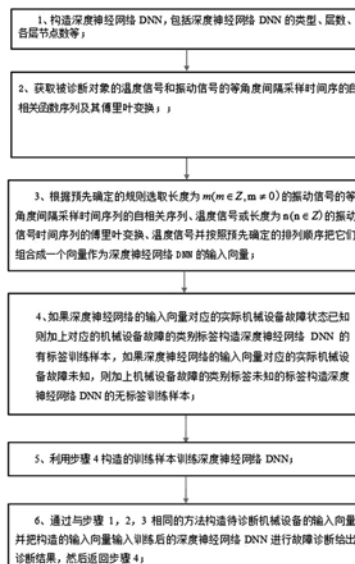 1、构造深度神经网络 DNN，包括深度神经网络 DNN 的类型、层数、
各层节点数等；
2、获取被诊断对象的温度信号和振动信号的等角度间隔采样时间序的自
相关函数序列及其傅里叶变换；；
3、根据预先确定的规则选取长度为 m(m∈Z,m≠0) 的振动信号的等
角度间隔采样时间序列的自相关序列、温度信号或长度为 n(n∈Z) 的振动
信号时间序列的傅里叶变换、温度信号并按照预先确定的排列顺序把它们
组合成一个向量作为深度神经网络 DNN 的输入向量；
4、如果深度神经网络的输入向量对应的实际机械设备故障状态已知
则加上对应的机械设备故障的类别标签构造深度神经网络 DNN 的
有标签训练样本，如果深度神经网络的输入向量对应的实际机械设
备故障未知，则加上机械设备故障的类别标签未知的标签构造深度
神经网络 DNN 的无标签训练样本；
5、利用步骤 4 构造的训练样本训练深度神经网络 DNN；
6、通过与步骤 1，2，3 相同的方法构造待诊断机械设备的输入向量
并把构造的输入向量输入训练后的深度神经网络 DNN 进行故障诊断给出
诊断结果，然后返回步骤 4；